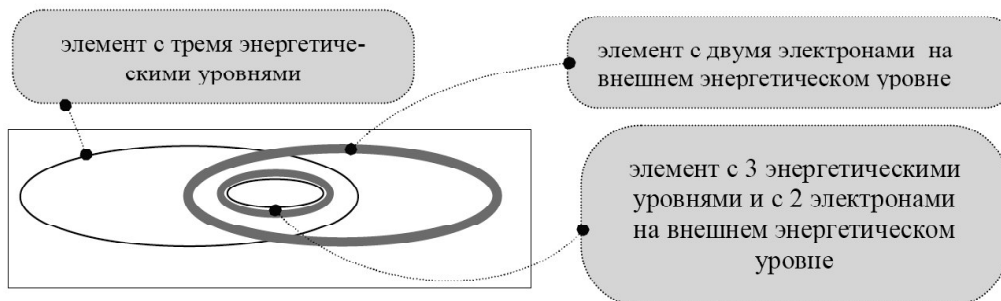 элемент с тремя энергетиче-
скими уровнями
элемент с двумя электронами на
внешнем энергетическом уровне
элемент с 3 энергетическими
уровнями и с 2 электронами
на внешнем энергетическом
уровне